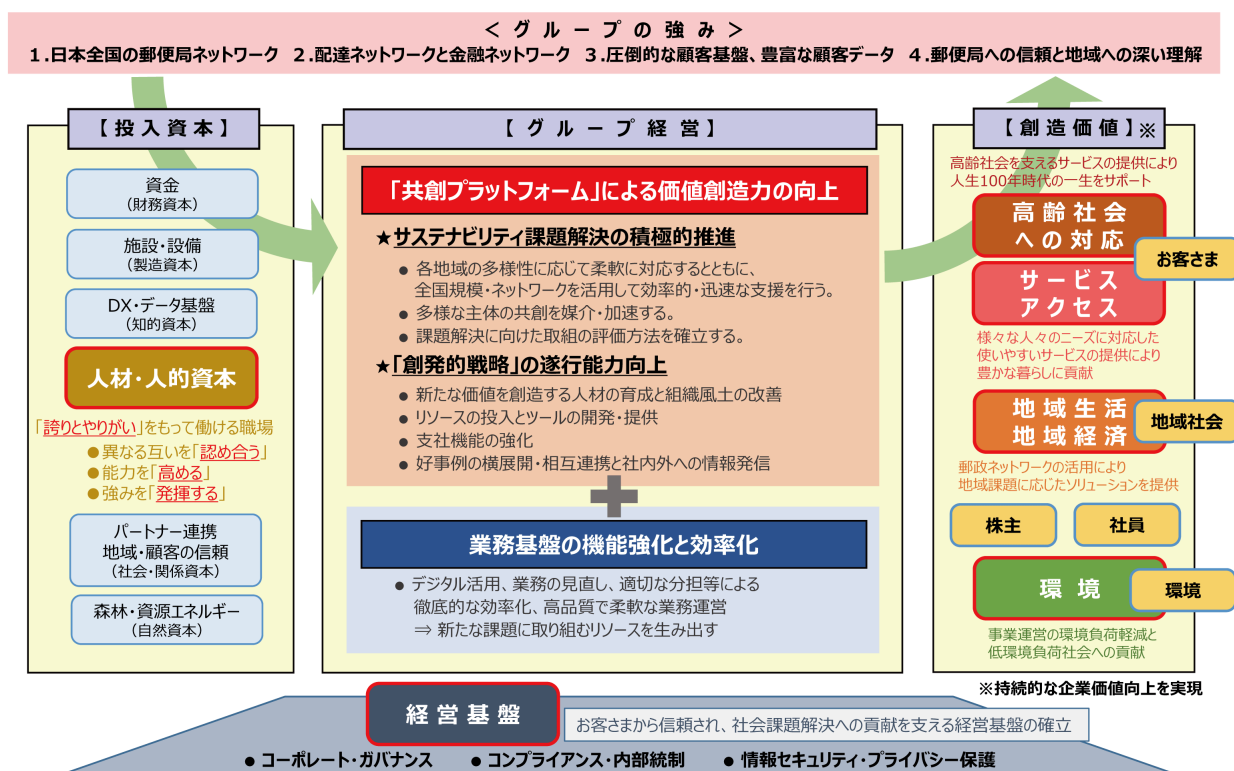 ＜グループの強み＞
1.日本全国の郵便局ネットワーク 2.配達ネットワークと金融ネットワーク 3.圧倒的な顧客基盤、豊富な顧客データ 4.郵便局への信頼と地域への深い理解
【投入資本】
資金
（財務資本）
施設・設備
（製造資本）
DX・データ基盤
（知的資本）
人材・人的資本
「誇りとやりがい」をもって働ける職場
●異なる互いを「認め合う」
●能力を「高める」
●強みを「発揮する」
パートナー連携
地域・顧客の信頼
（社会・関係資本）
森林・資源エネルギー
（自然資本）
【グループ経営】
「共創プラットフォーム」による価値創造力の向上
★サステナビリティ課題解決の積極的推進
● 各地域の多様性に応じて柔軟に対応するとともに、
全国規模・ネットワークを活用して効率的・迅速な支援を行う。
● 多様な主体の共創を媒介・加速する。
● 課題解決に向けた取組の評価方法を確立する。
★「創発的戦略」の遂行能力向上
● 新たな価値を創造する人材の育成と組織風土の改善
● リソースの投入とツールの開発・提供
● 支社機能の強化
● 好事例の横展開・相互連携と社内外への情報発信
業務基盤の機能強化と効率化
● デジタル活用、業務の見直し、適切な分担等による
徹底的な効率化、高品質で柔軟な業務運営
⇒ 新たな課題に取り組むリソースを生み出す
【創造価値】※
高齢社会を支えるサービスの提供により
人生100年時代の一生をサポート
高齢社会
への対応
お客さま
サービス
アクセス
様々な人々のニーズに対応した
使いやすいサービスの提供により
豊かな暮らしに貢献
地域生活
地域経済
地域社会
郵政ネットワークの活用により
地域課題に応じたソリューションを提供
株主
社員
環境
環境
事業運営の環境負荷軽減と
低環境負荷社会への貢献
※持続的な企業価値向上を実現
経営基盤
お客さまから信頼され、社会課題解決への貢献を支える経営基盤の確立
● コーポレート・ガバナンス ● コンプライアンス・内部統制 ● 情報セキュリティ・プライバシー保護